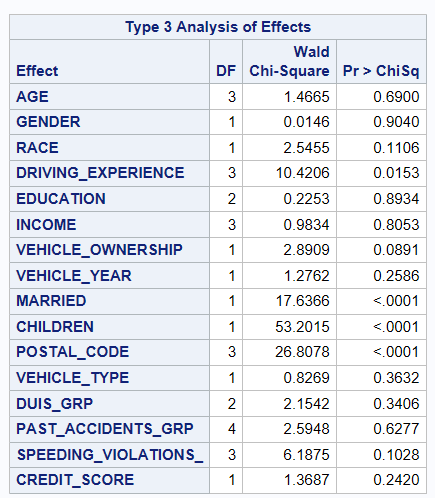 Type 3 Analysis of Effects
Wald
Effect DF Chi-Square Pr > ChiSq
AGE 3 1.4665 0.6900
GENDER 1 0.0146 0.9040
RACE 1 2.5455 0.1106
DRIVING_EXPERIENCE 3 10.4206 0.0153
EDUCATION 2 0.2253 0.8934
INCOME 3 0.9834 0.8053
VEHICLE_OWNERSHIP 1 2.8909 0.0891
VEHICLE_YEAR 1 1.2762 0.2586
MARRIED 1 17.6366 <.0001
CHILDREN 1 53.2015 <.0001
POSTAL_CODE 3 26.8078 <.0001
VEHICLE_TYPE 1 0.8269 0.3632
DUIS_GRP 2 2.1542 0.3406
PAST_ACCIDENTS_GRP 4 2.5948 0.6277
SPEEDING_VIOLATIONS_ 3 6.1875 0.1028
CREDIT_SCORE 1 1.3687 0.2420